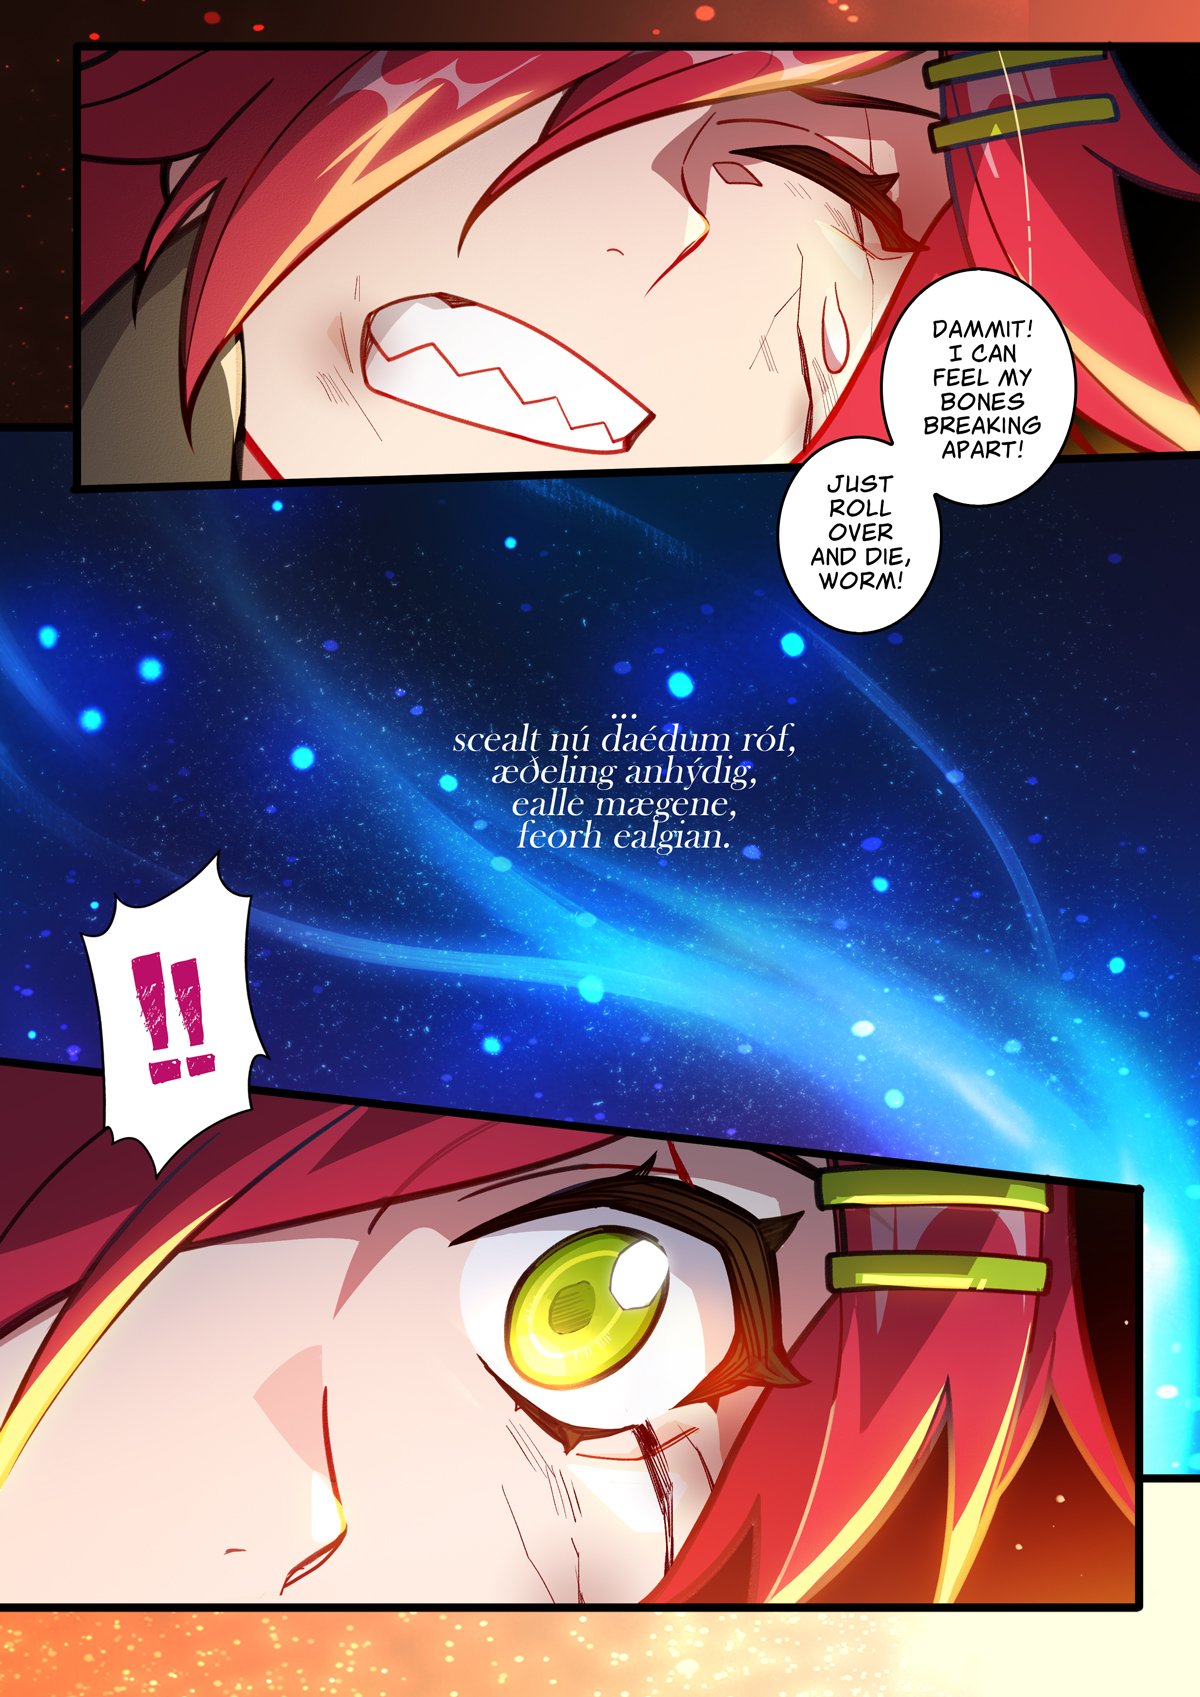 DAMMIT!
I CAN
FEEL MY
BONES
BREAKING
APART!
JUST
ROLL
OVER
AND DIE,
WORM!
...
scealt nú daédum róf,
æðeling anhýdig,
ealle mægene,
feorh ealgian.
!!